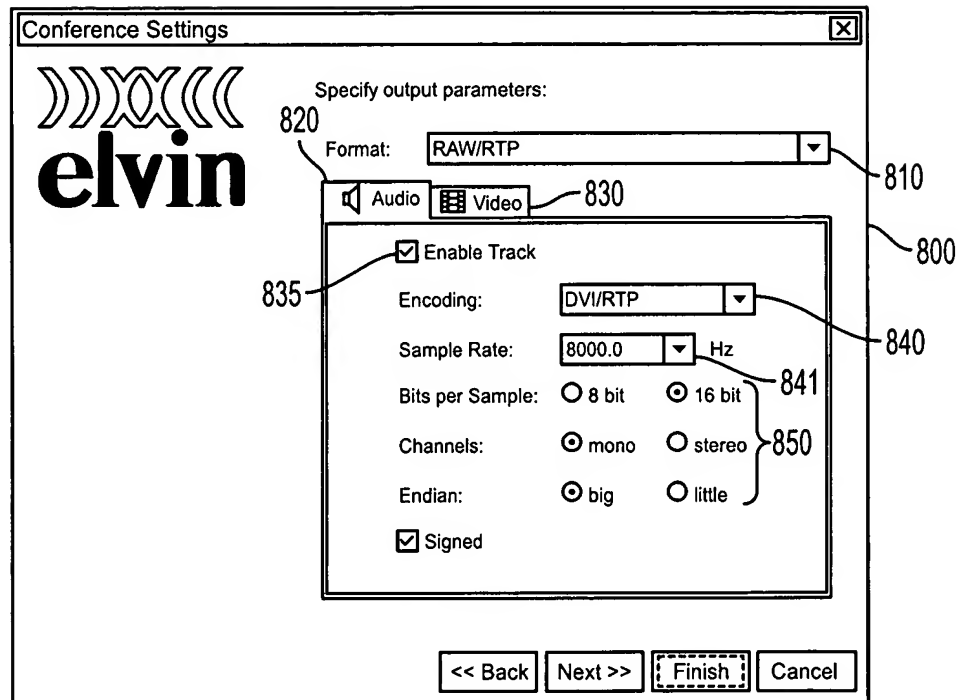 Conference Settings
elvin
Specify output parameters:
820
Format: RAW/RTP
810
Audio Video 830
800
Enable Track
835
Encoding: DVI/RTP
840
Sample Rate: 8000.0 Hz
841
Bits per Sample: 8 bit 16 bit
Channels: mono stereo 850
Endian: big little
Signed
<< Back Next >> Finish Cancel